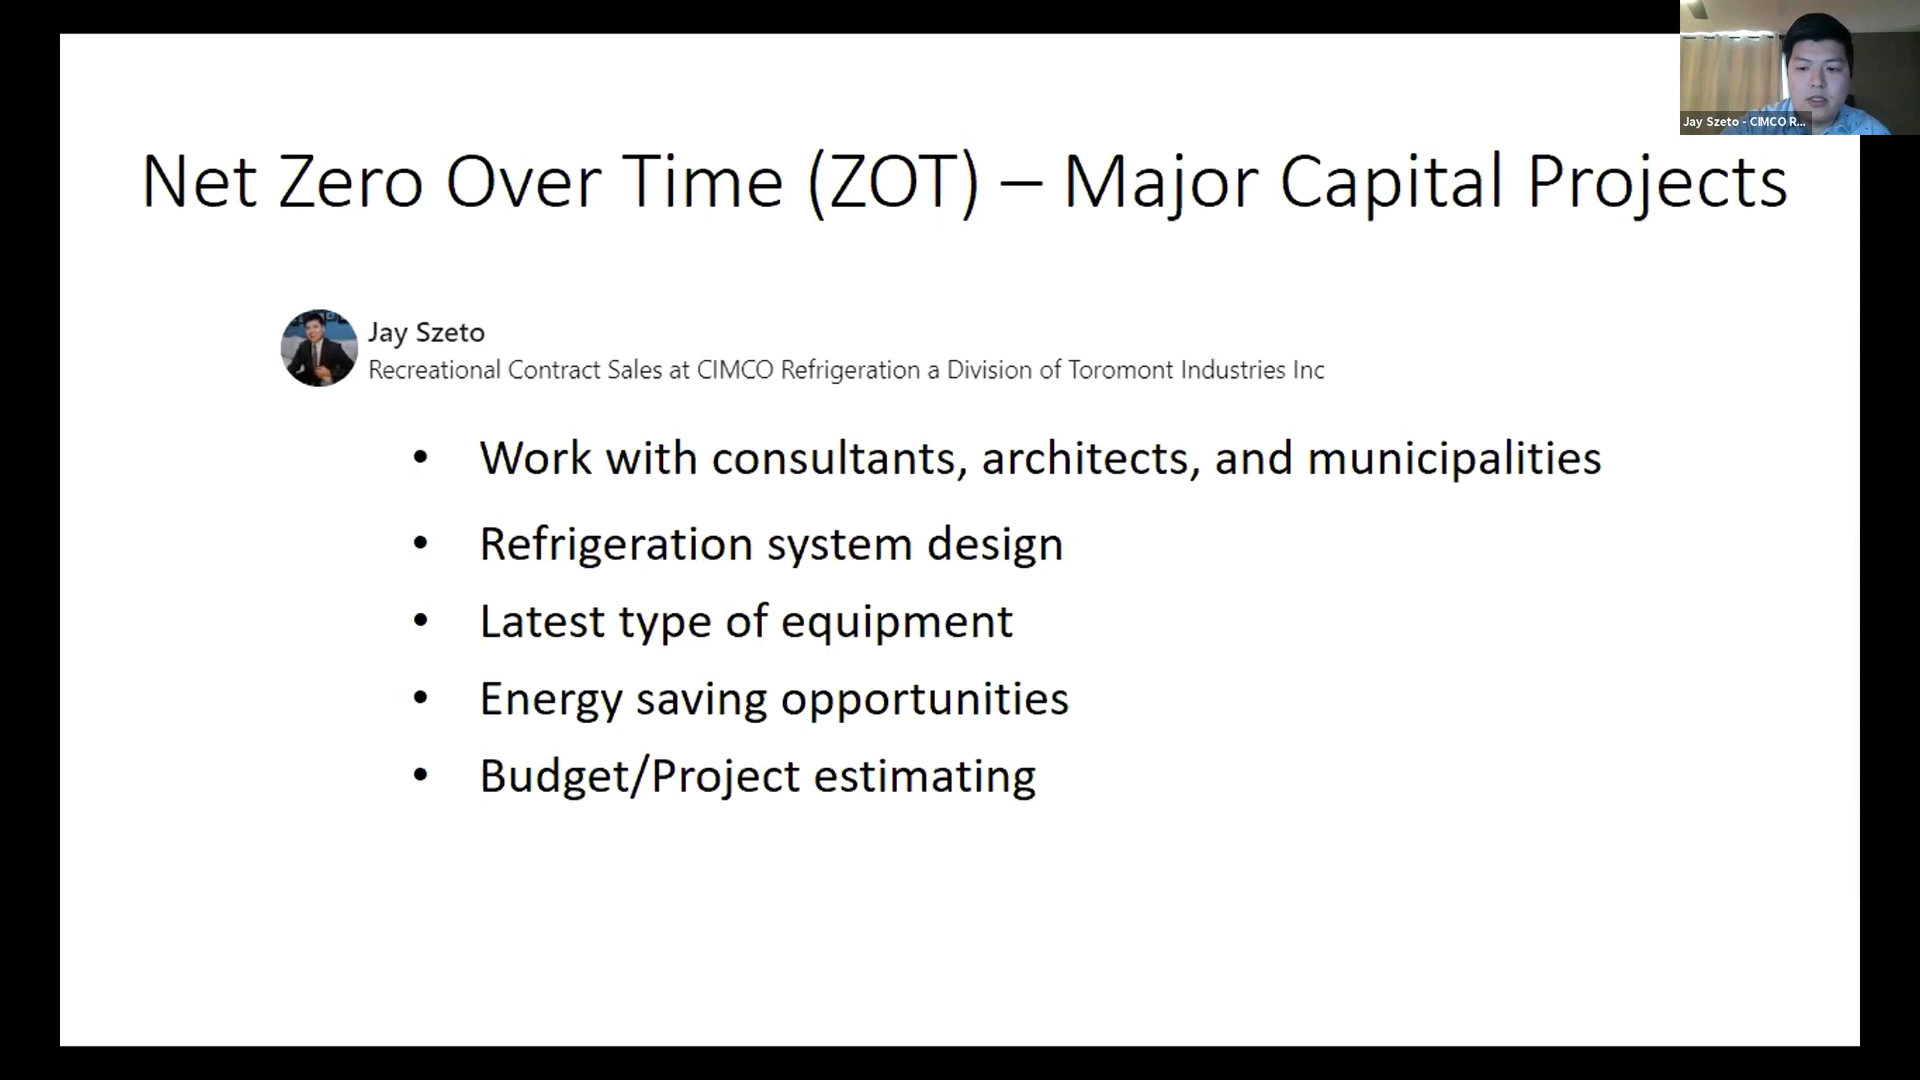 Jay Szeto - CIMCO R...
Net Zero Over Time (ZOT) – Major Capital Projects
Jay Szeto
Recreational Contract Sales at CIMCO Refrigeration a Division of Toromont Industries Inc
• Work with consultants, architects, and municipalities
• Refrigeration system design
• Latest type of equipment
• Energy saving opportunities
• Budget/Project estimating